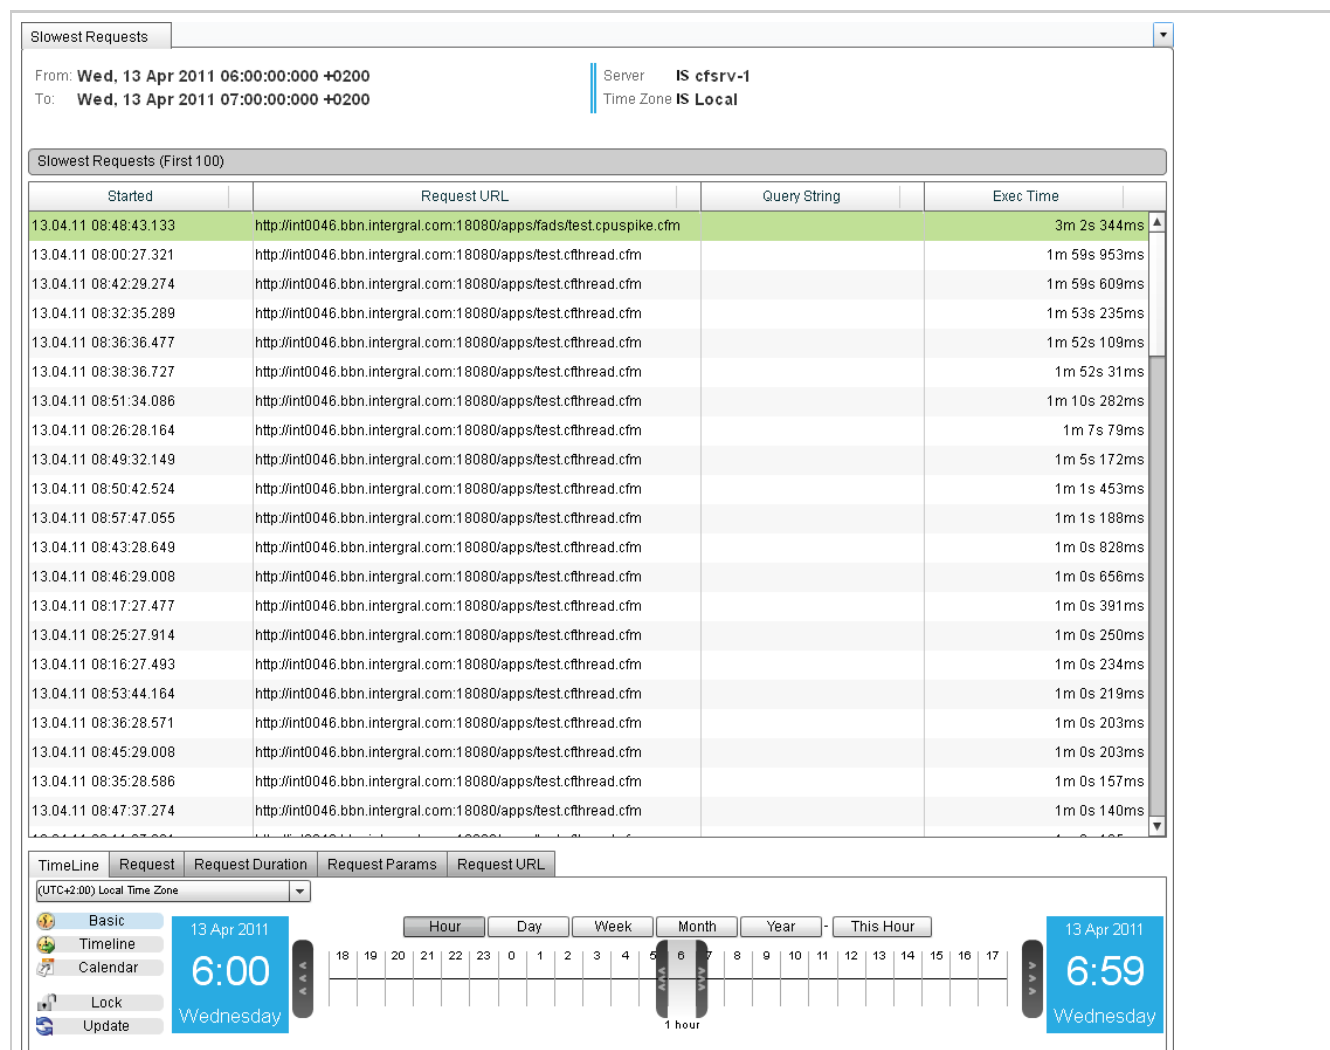 Slowest Requests
From: Wed, 13 Apr 2011 06:00:00:000 +0200
To: Wed, 13 Apr 2011 07:00:00:000 +0200
Server IS cfsrv-1
Time Zone IS Local
Slowest Requests (First 100)
Started Request URL Query String Exec Time
13.04.11 08:48:43.133 http://int0046.bbn.intergral.com:18080/apps/fads/test.cpuspike.cfm 3m 2s 344ms
13.04.11 08:00:27.321 http://int0046.bbn.intergral.com:18080/apps/test.cfthread.cfm 1m 59s 953ms
13.04.11 08:42:29.274 http://int0046.bbn.intergral.com:18080/apps/test.cfthread.cfm 1m 59s 609ms
13.04.11 08:32:35.289 http://int0046.bbn.intergral.com:18080/apps/test.cfthread.cfm 1m 53s 235ms
13.04.11 08:36:36.477 http://int0046.bbn.intergral.com:18080/apps/test.cfthread.cfm 1m 52s 109ms
13.04.11 08:38:36.727 http://int0046.bbn.intergral.com:18080/apps/test.cfthread.cfm 1m 52s 31ms
13.04.11 08:51:34.086 http://int0046.bbn.intergral.com:18080/apps/test.cfthread.cfm 1m 10s 282ms
13.04.11 08:26:28.164 http://int0046.bbn.intergral.com:18080/apps/test.cfthread.cfm 1m 7s 79ms
13.04.11 08:49:32.149 http://int0046.bbn.intergral.com:18080/apps/test.cfthread.cfm 1m 5s 172ms
13.04.11 08:50:42.524 http://int0046.bbn.intergral.com:18080/apps/test.cfthread.cfm 1m 1s 453ms
13.04.11 08:57:47.055 http://int0046.bbn.intergral.com:18080/apps/test.cfthread.cfm 1m 1s 188ms
13.04.11 08:43:28.649 http://int0046.bbn.intergral.com:18080/apps/test.cfthread.cfm 1m 0s 828ms
13.04.11 08:46:29.008 http://int0046.bbn.intergral.com:18080/apps/test.cfthread.cfm 1m 0s 656ms
13.04.11 08:17:27.477 http://int0046.bbn.intergral.com:18080/apps/test.cfthread.cfm 1m 0s 391ms
13.04.11 08:25:27.914 http://int0046.bbn.intergral.com:18080/apps/test.cfthread.cfm 1m 0s 250ms
13.04.11 08:16:27.493 http://int0046.bbn.intergral.com:18080/apps/test.cfthread.cfm 1m 0s 234ms
13.04.11 08:53:44.164 http://int0046.bbn.intergral.com:18080/apps/test.cfthread.cfm 1m 0s 219ms
13.04.11 08:36:28.571 http://int0046.bbn.intergral.com:18080/apps/test.cfthread.cfm 1m 0s 203ms
13.04.11 08:45:29.008 http://int0046.bbn.intergral.com:18080/apps/test.cfthread.cfm 1m 0s 203ms
13.04.11 08:35:28.586 http://int0046.bbn.intergral.com:18080/apps/test.cfthread.cfm 1m 0s 157ms
13.04.11 08:47:37.274 http://int0046.bbn.intergral.com:18080/apps/test.cfthread.cfm 1m 0s 140ms
TimeLine Request Request Duration Request Params Request URL
(UTC+2:00) Local Time Zone
Basic
Timeline
Calendar
Lock
Update
13 Apr 2011
6:00
Wednesday
Hour Day Week Month Year - This Hour
18 19 20 21 22 23 0 1 2 3 4 5 6 7 8 9 10 11 12 13 14 15 16 17
1 hour
13 Apr 2011
6:59
Wednesday